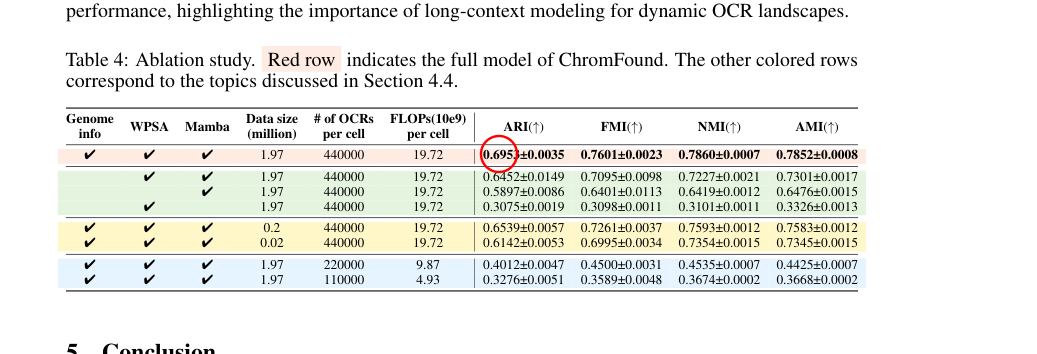 performance, highlighting the importance of long-context modeling for dynamic OCR landscapes.
Table 4: Ablation study. Red row indicates the full model of ChromFound. The other colored rows
correspond to the topics discussed in Section 4.4.
Genome info WPSA Mamba Data size (million) # of OCRs per cell FLOPs(10e9) per cell ARI(↑) FMI(↑) NMI(↑) AMI(↑)
✔ ✔ ✔ 1.97 440000 19.72 0.6953±0.0035 0.7601±0.0023 0.7860±0.0007 0.7852±0.0008
✔ ✔ 1.97 440000 19.72 0.6452±0.0149 0.7095±0.0098 0.7227±0.0021 0.7301±0.0017
✔ 1.97 440000 19.72 0.5897±0.0086 0.6401±0.0113 0.6419±0.0012 0.6476±0.0015
✔ 1.97 440000 19.72 0.3075±0.0019 0.3098±0.0011 0.3101±0.0011 0.3326±0.0013
✔ ✔ ✔ 0.2 440000 19.72 0.6539±0.0057 0.7261±0.0037 0.7593±0.0012 0.7583±0.0012
✔ ✔ ✔ 0.02 440000 19.72 0.6142±0.0053 0.6995±0.0034 0.7354±0.0015 0.7345±0.0015
✔ ✔ ✔ 1.97 220000 9.87 0.4012±0.0047 0.4500±0.0031 0.4535±0.0007 0.4425±0.0007
✔ ✔ ✔ 1.97 110000 4.93 0.3276±0.0051 0.3589±0.0048 0.3674±0.0002 0.3668±0.0002
5 Conclusion